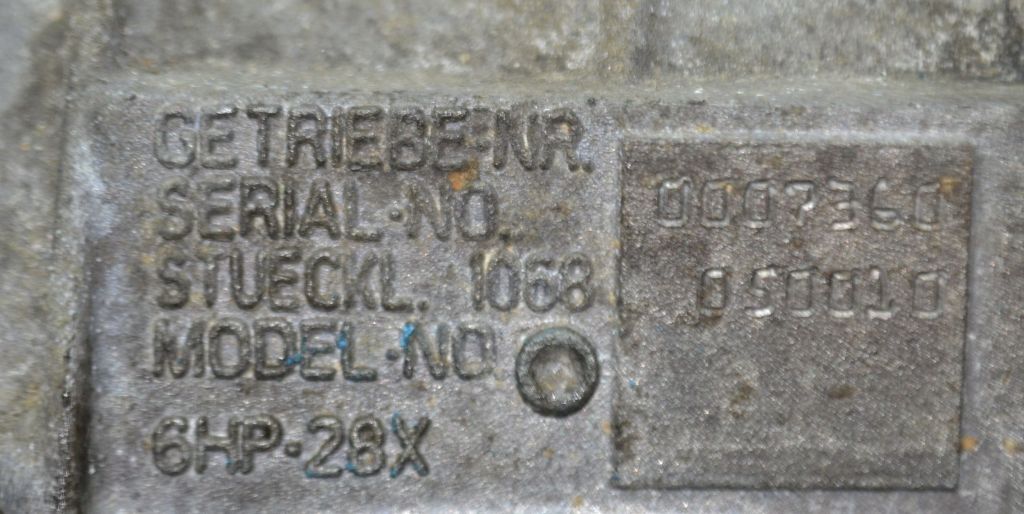 GETRIEBE-NR.
SERIAL-NO.
0007360
STUECKL. 1068
050010
MODEL-NO
6HP-28X